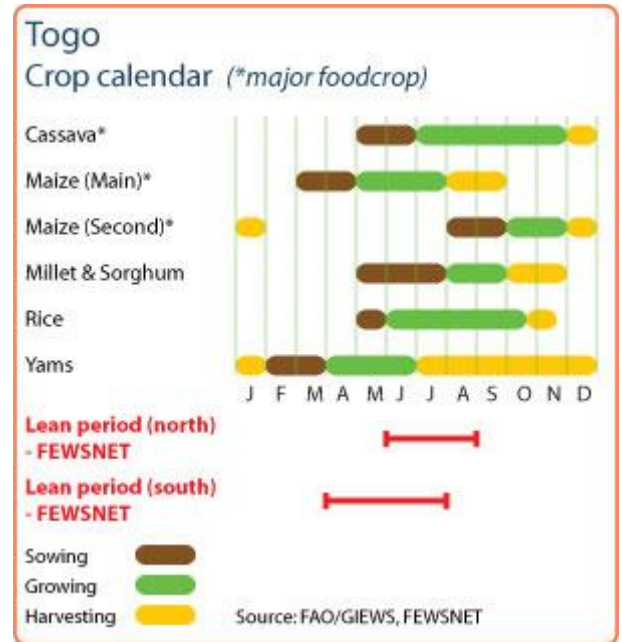 Togo
Crop calendar (*major foodcrop)
Cassava*
Maize (Main)*
Maize (Second)*
Millet & Sorghum
Rice
Yams
J F M A M J J A S O N D
Lean period (north)
- FEWSNET
Lean period (south)
- FEWSNET
Sowing
Growing
Harvesting
Source: FAO/GIEWS, FEWSNET